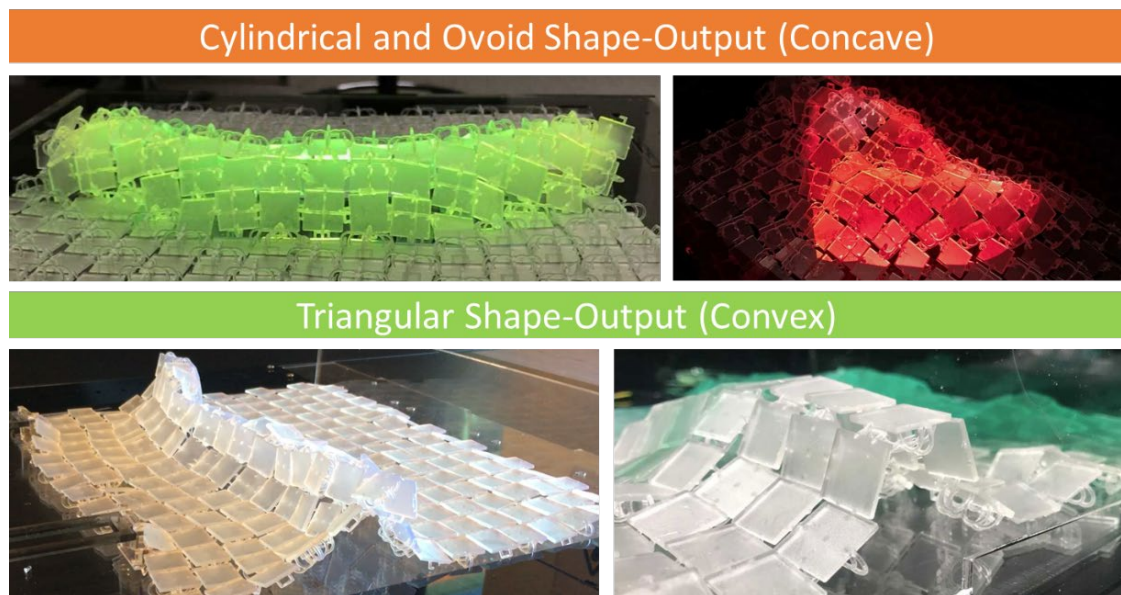 Cylindrical and Ovoid Shape-Output (Concave)
Triangular Shape-Output (Convex)